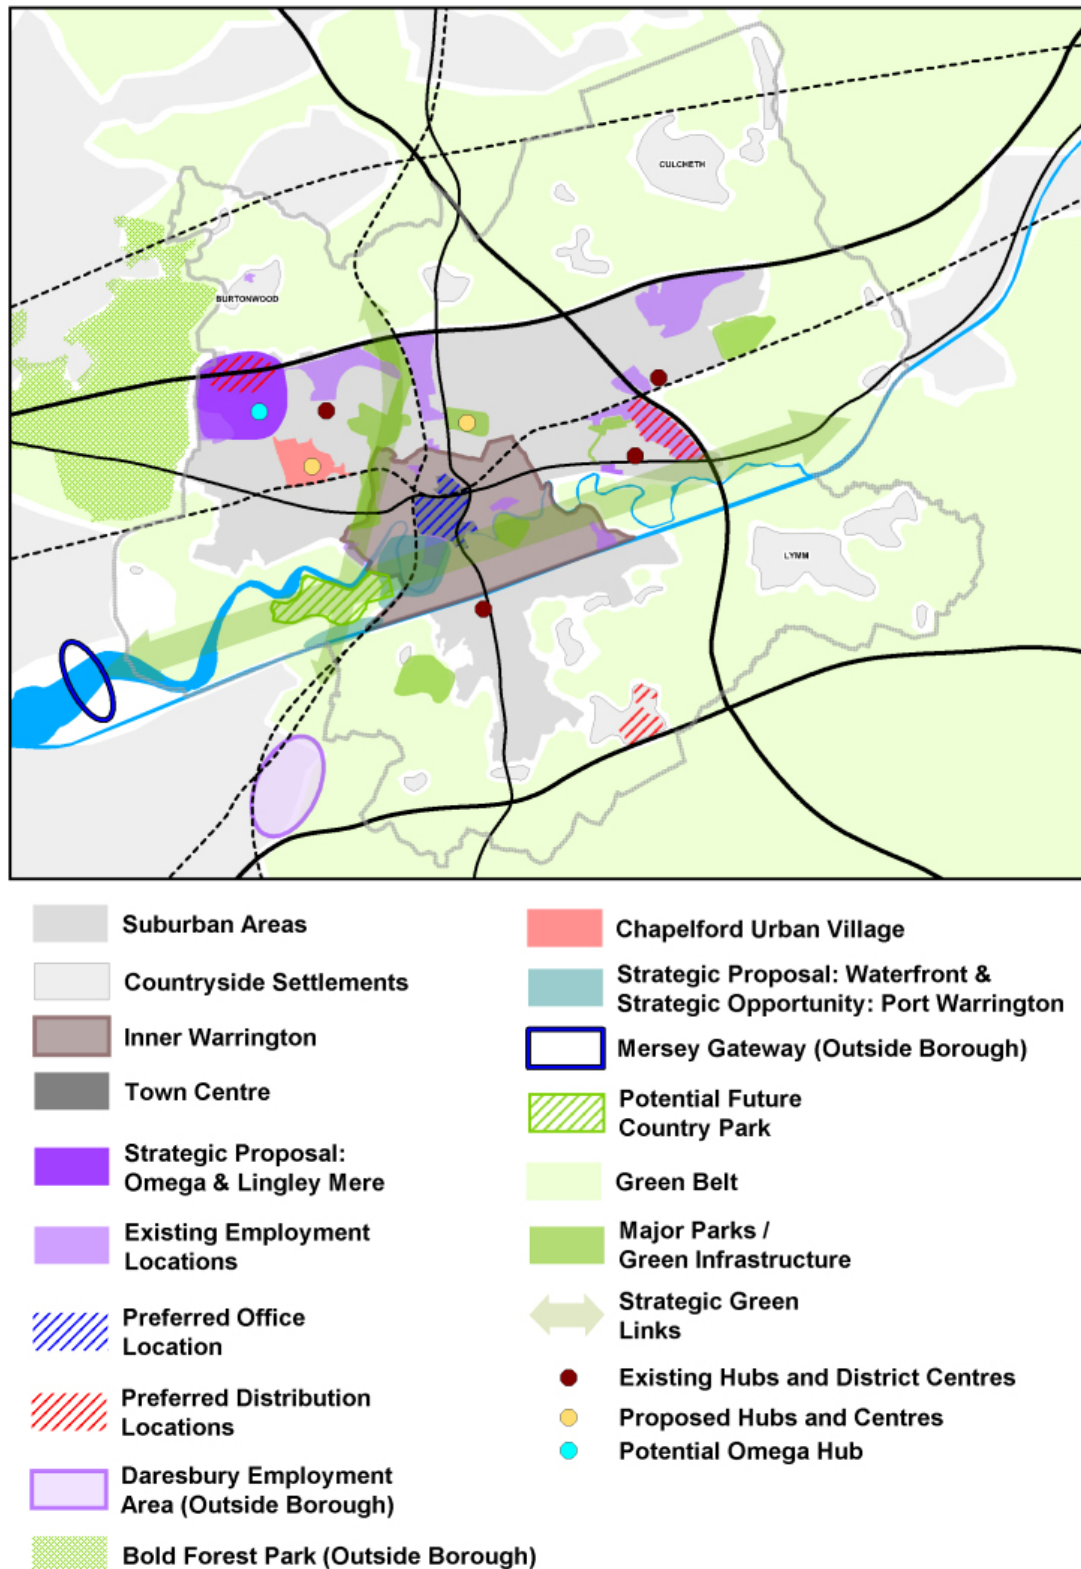 CULCHETH
BURTONWOOD
LYMM
Suburban Areas
Countryside Settlements
Inner Warrington
Town Centre
Strategic Proposal:
Omega & Lingley Mere
Existing Employment
Locations
Preferred Office
Location
Preferred Distribution
Locations
Daresbury Employment
Area (Outside Borough)
Bold Forest Park (Outside Borough)
Chapelford Urban Village
Strategic Proposal: Waterfront &
Strategic Opportunity: Port Warrington
Mersey Gateway (Outside Borough)
Potential Future
Country Park
Green Belt
Major Parks /
Green Infrastructure
Strategic Green
Links
Existing Hubs and District Centres
Proposed Hubs and Centres
Potential Omega Hub